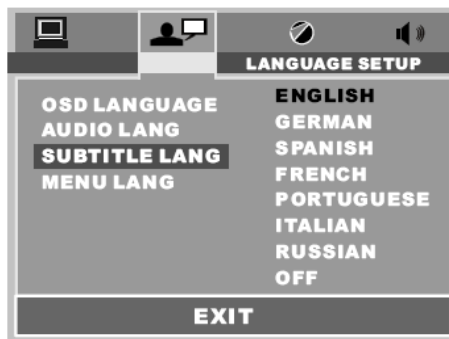 LANGUAGE SETUP
OSD LANGUAGE
AUDIO LANG
SUBTITLE LANG
MENU LANG
ENGLISH
GERMAN
SPANISH
FRENCH
PORTUGUESE
ITALIAN
RUSSIAN
OFF
EXIT